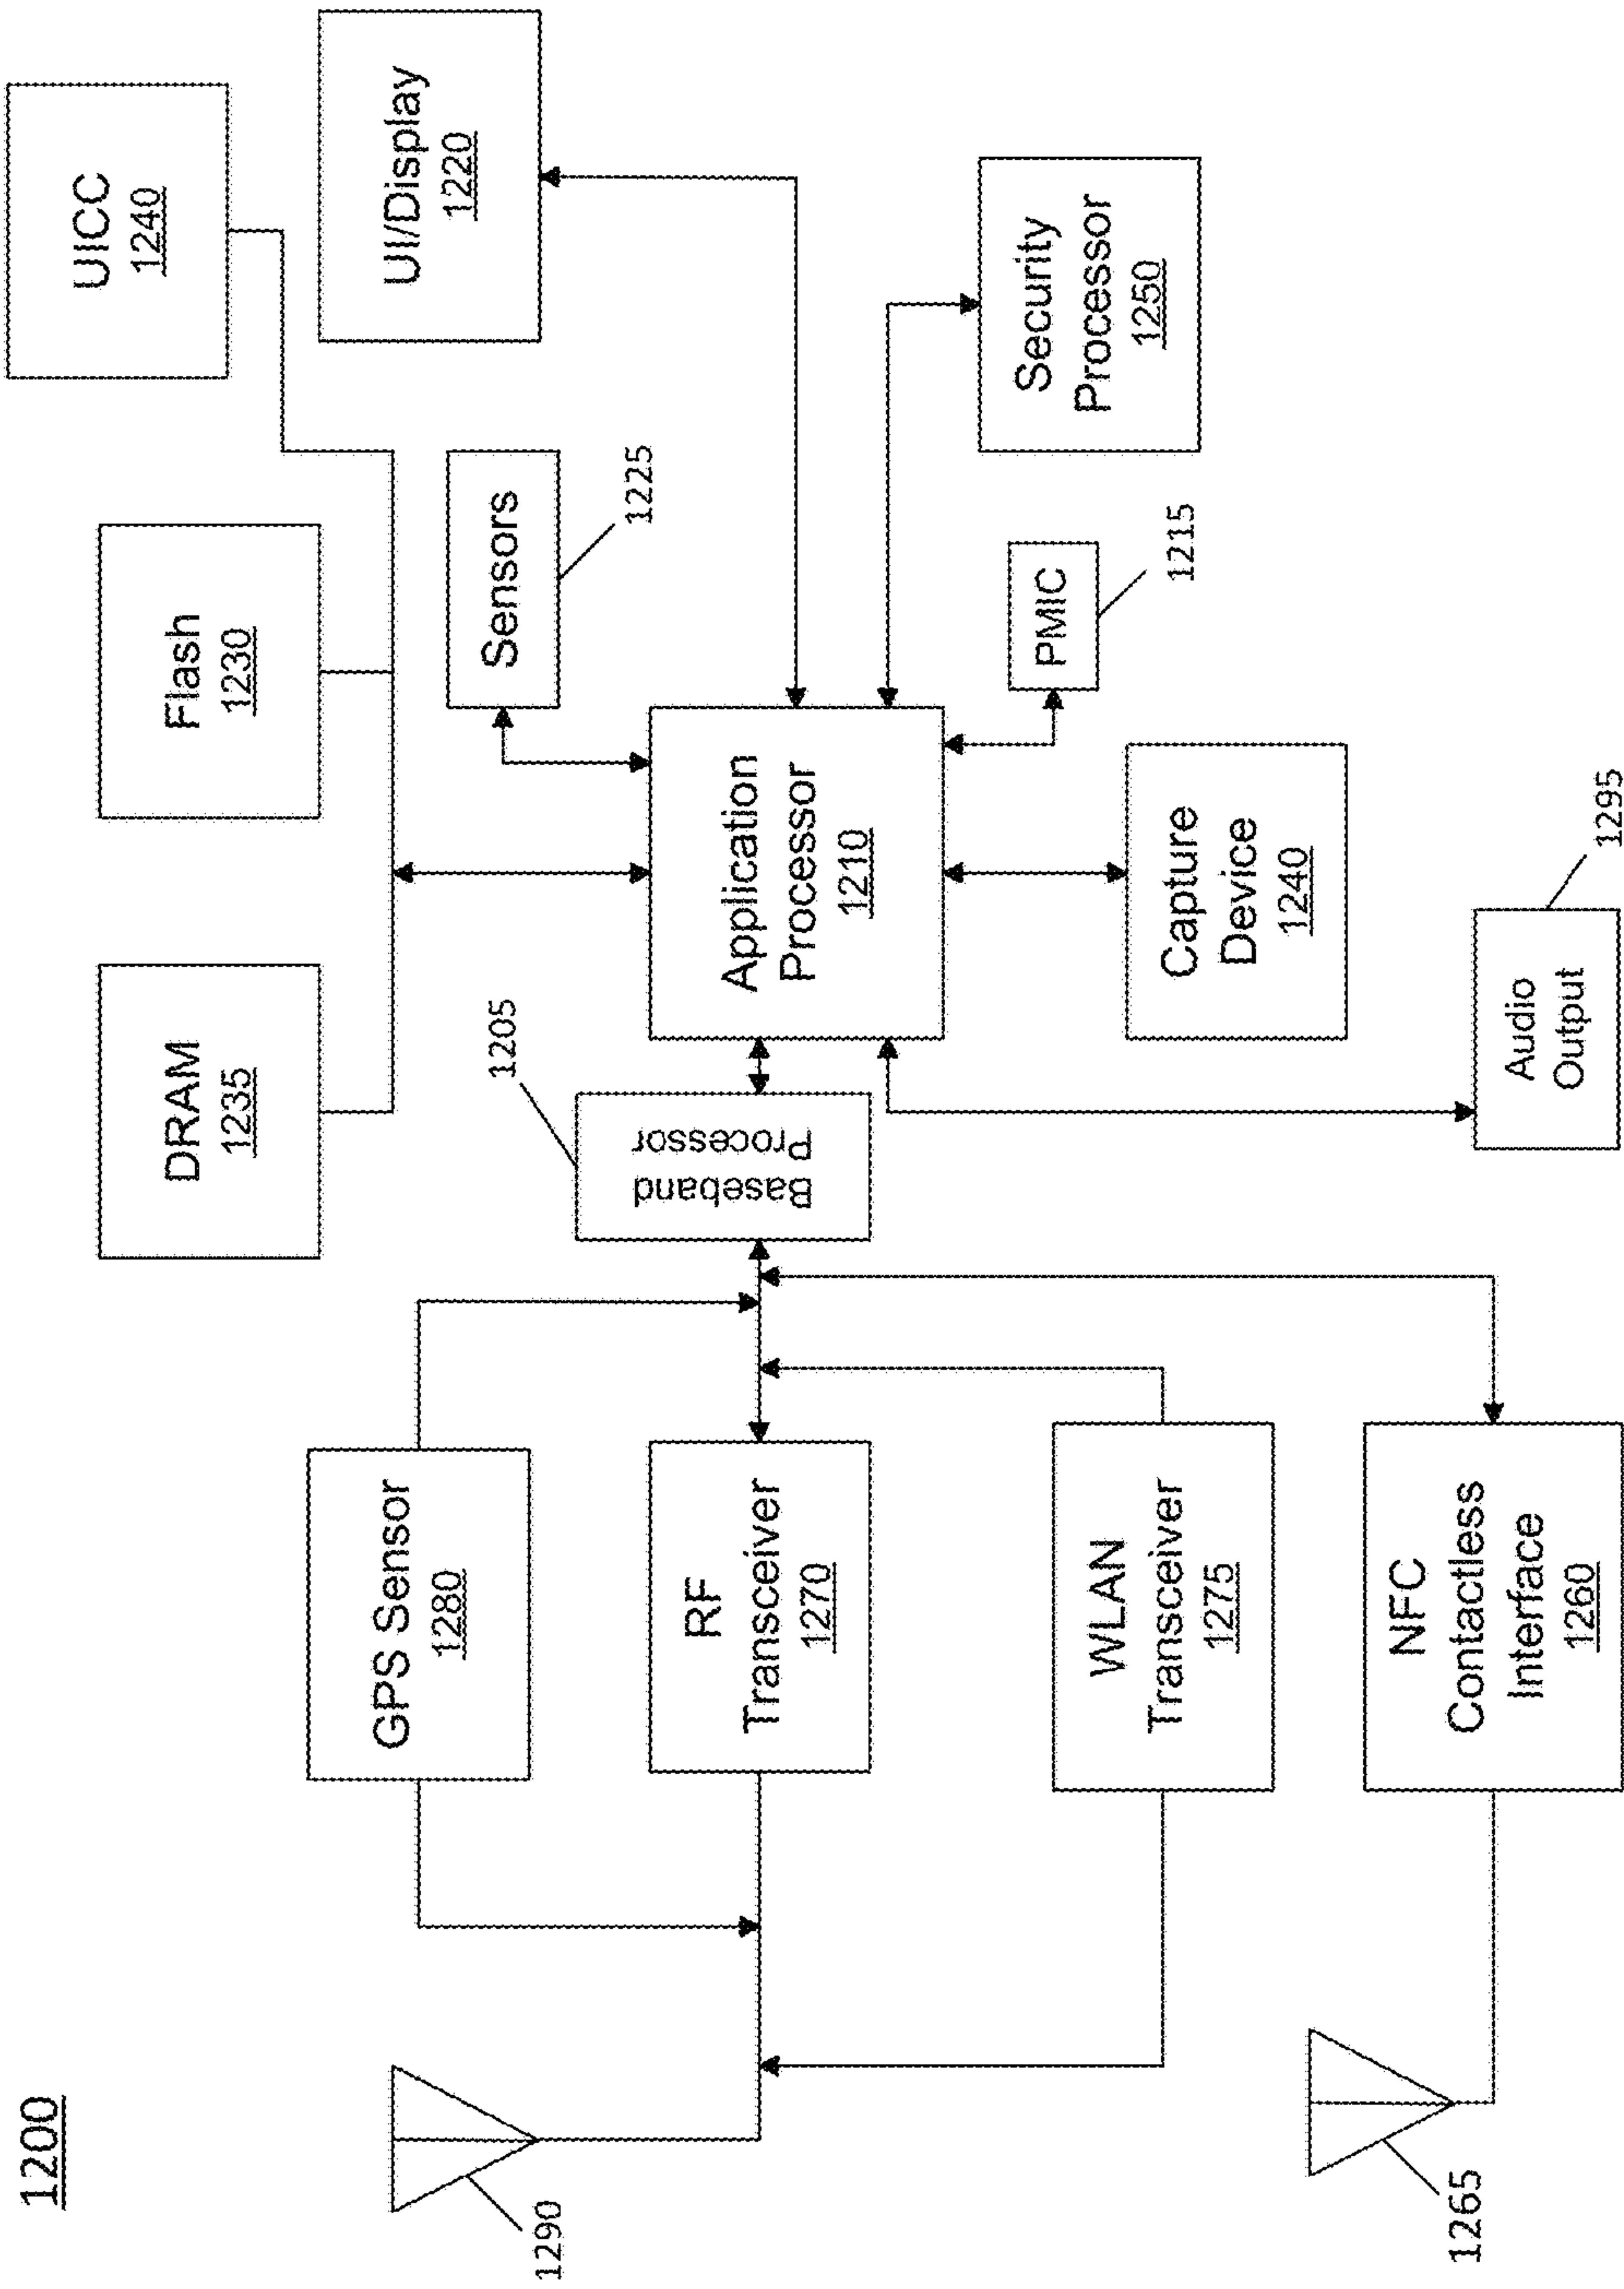 1200
UICC
1240
Flash
1230
DRAM
1235
UI/Display
1220
Sensors
1225
GPS Sensor
1280
1205
Baseband
Processor
Application
Processor
1210
RF
Transceiver
1270
1290
Security
Processor
1250
PMIC
1215
Capture
Device
1240
WLAN
Transceiver
1275
NFC
Contactless
Interface
1260
1265
Audio
Output
1295